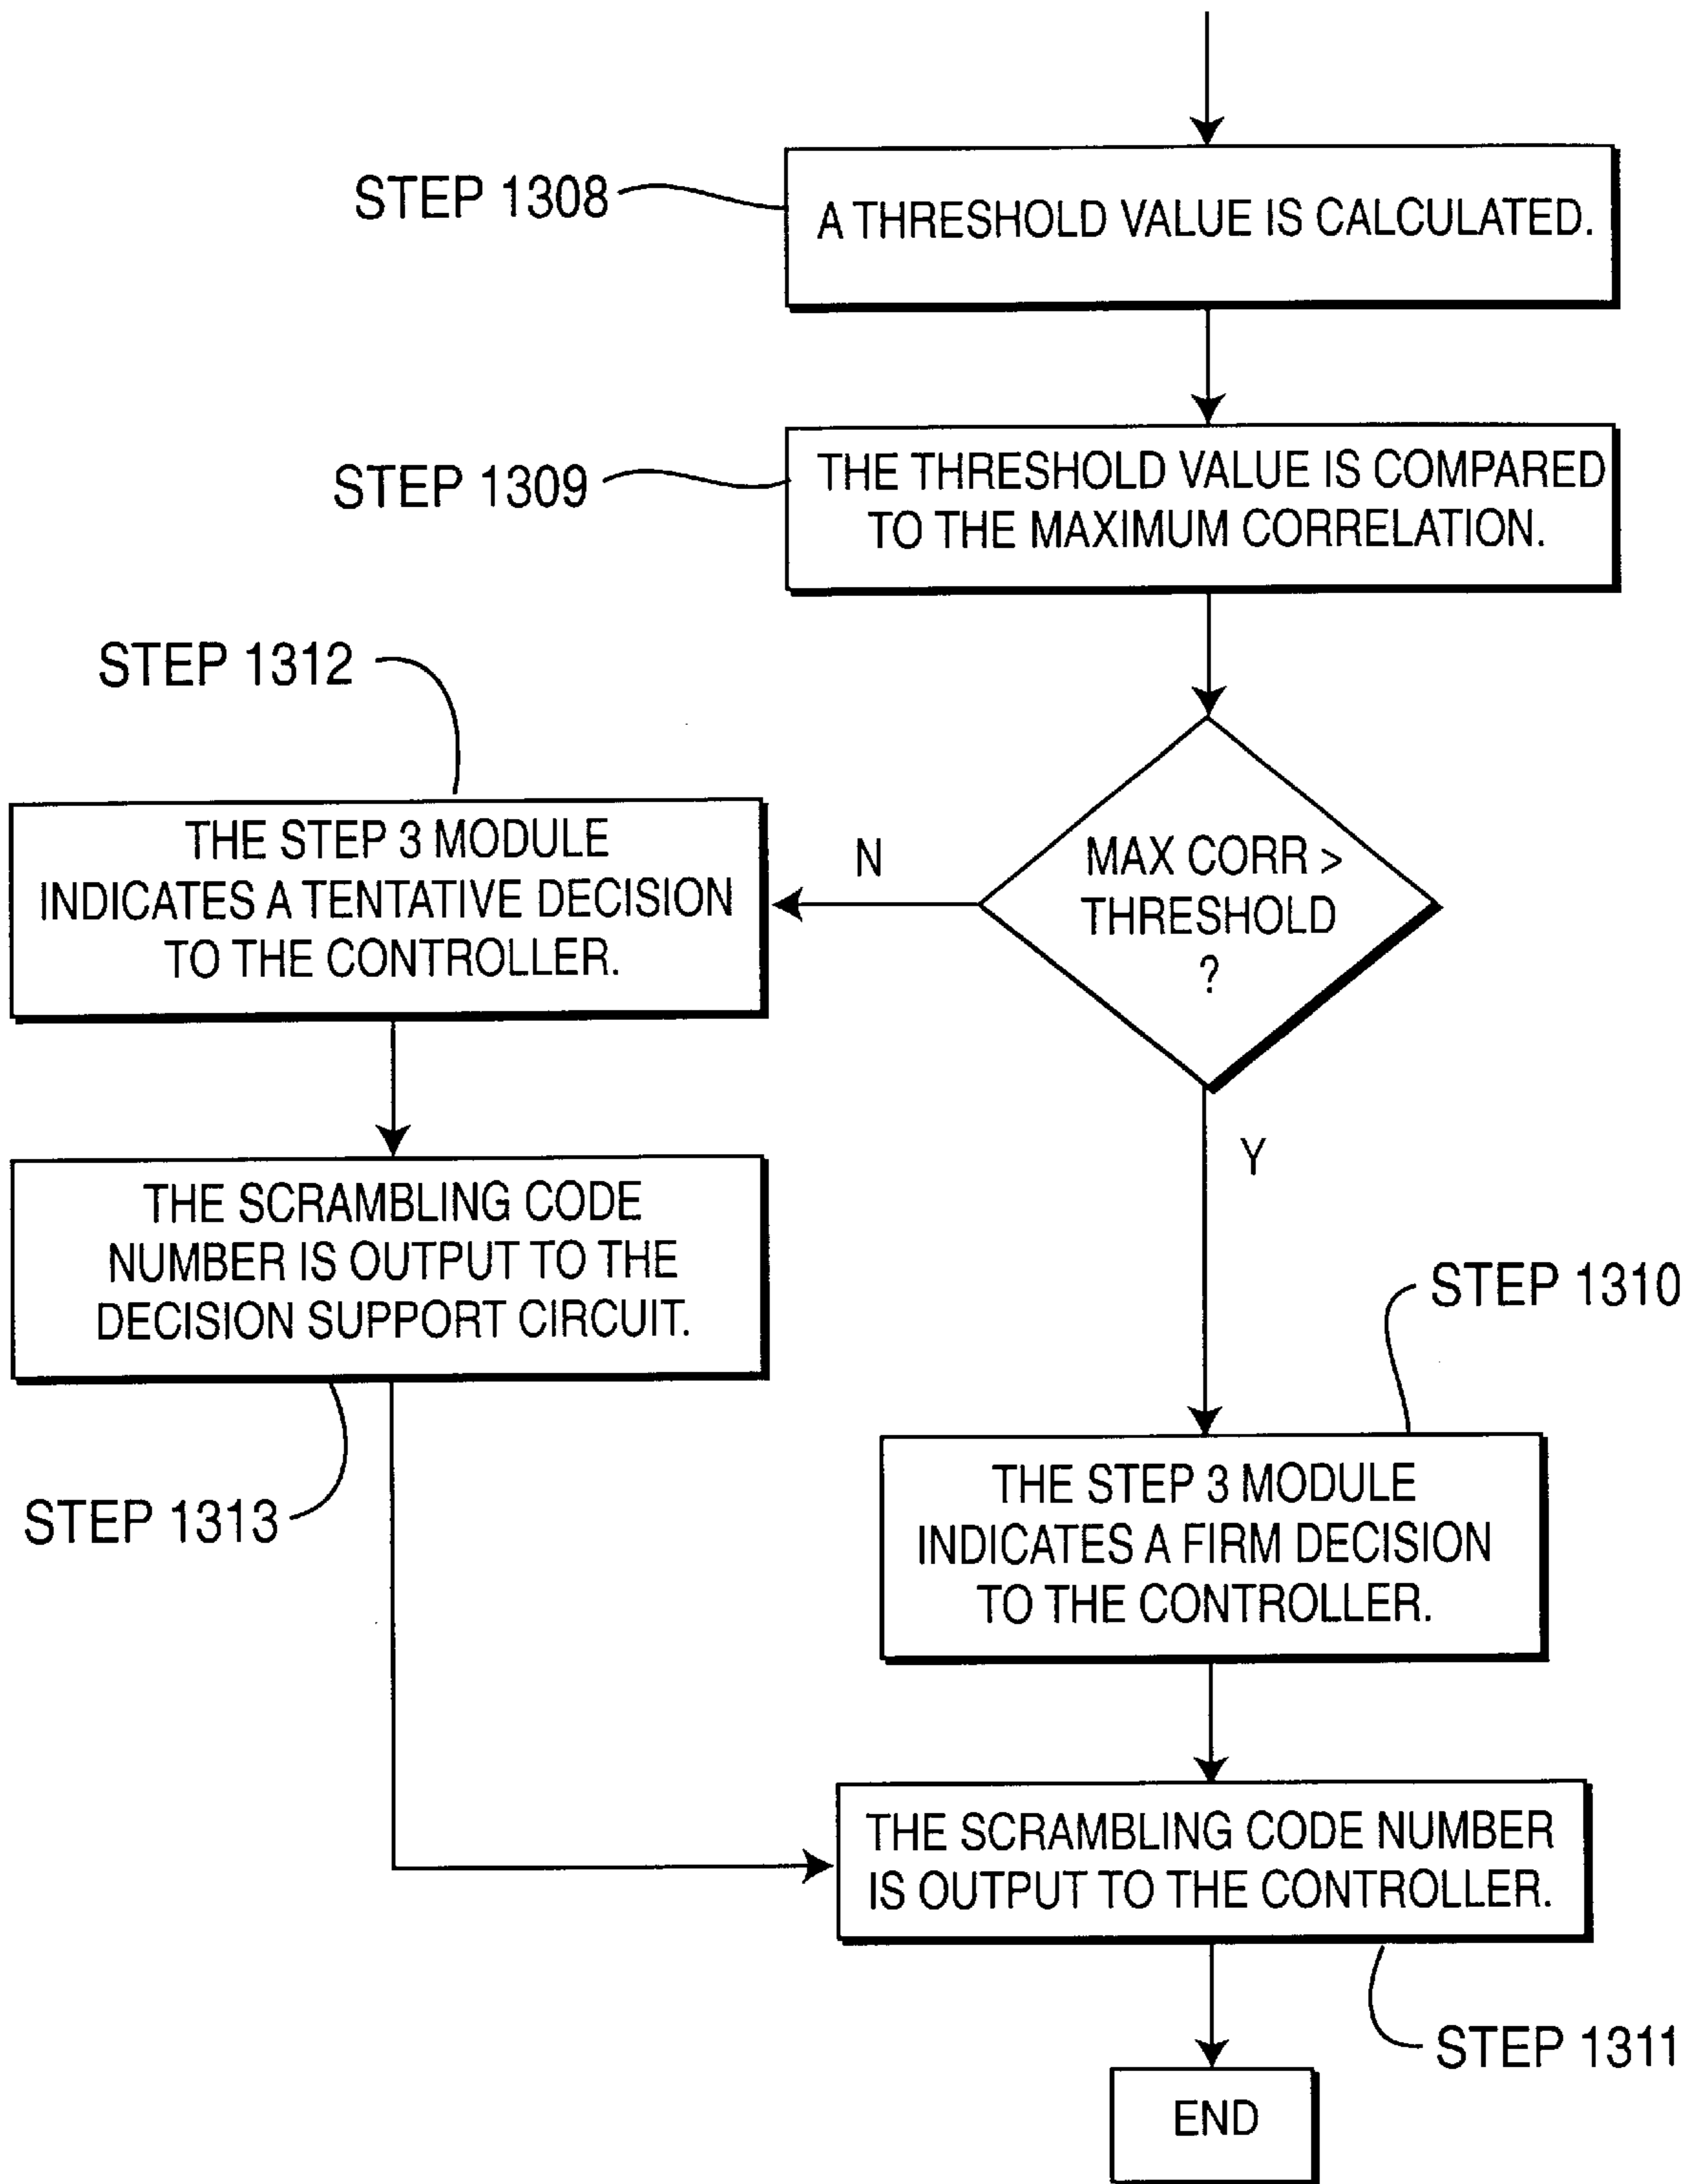 STEP 1308
A THRESHOLD VALUE IS CALCULATED.
STEP 1309
THE THRESHOLD VALUE IS COMPARED
TO THE MAXIMUM CORRELATION.
STEP 1312
THE STEP 3 MODULE
INDICATES A TENTATIVE DECISION
TO THE CONTROLLER.
N
MAX CORR >
THRESHOLD
?
Y
THE SCRAMBLING CODE
NUMBER IS OUTPUT TO THE
DECISION SUPPORT CIRCUIT.
STEP 1313
STEP 1310
THE STEP 3 MODULE
INDICATES A FIRM DECISION
TO THE CONTROLLER.
THE SCRAMBLING CODE NUMBER
IS OUTPUT TO THE CONTROLLER.
STEP 1311
END